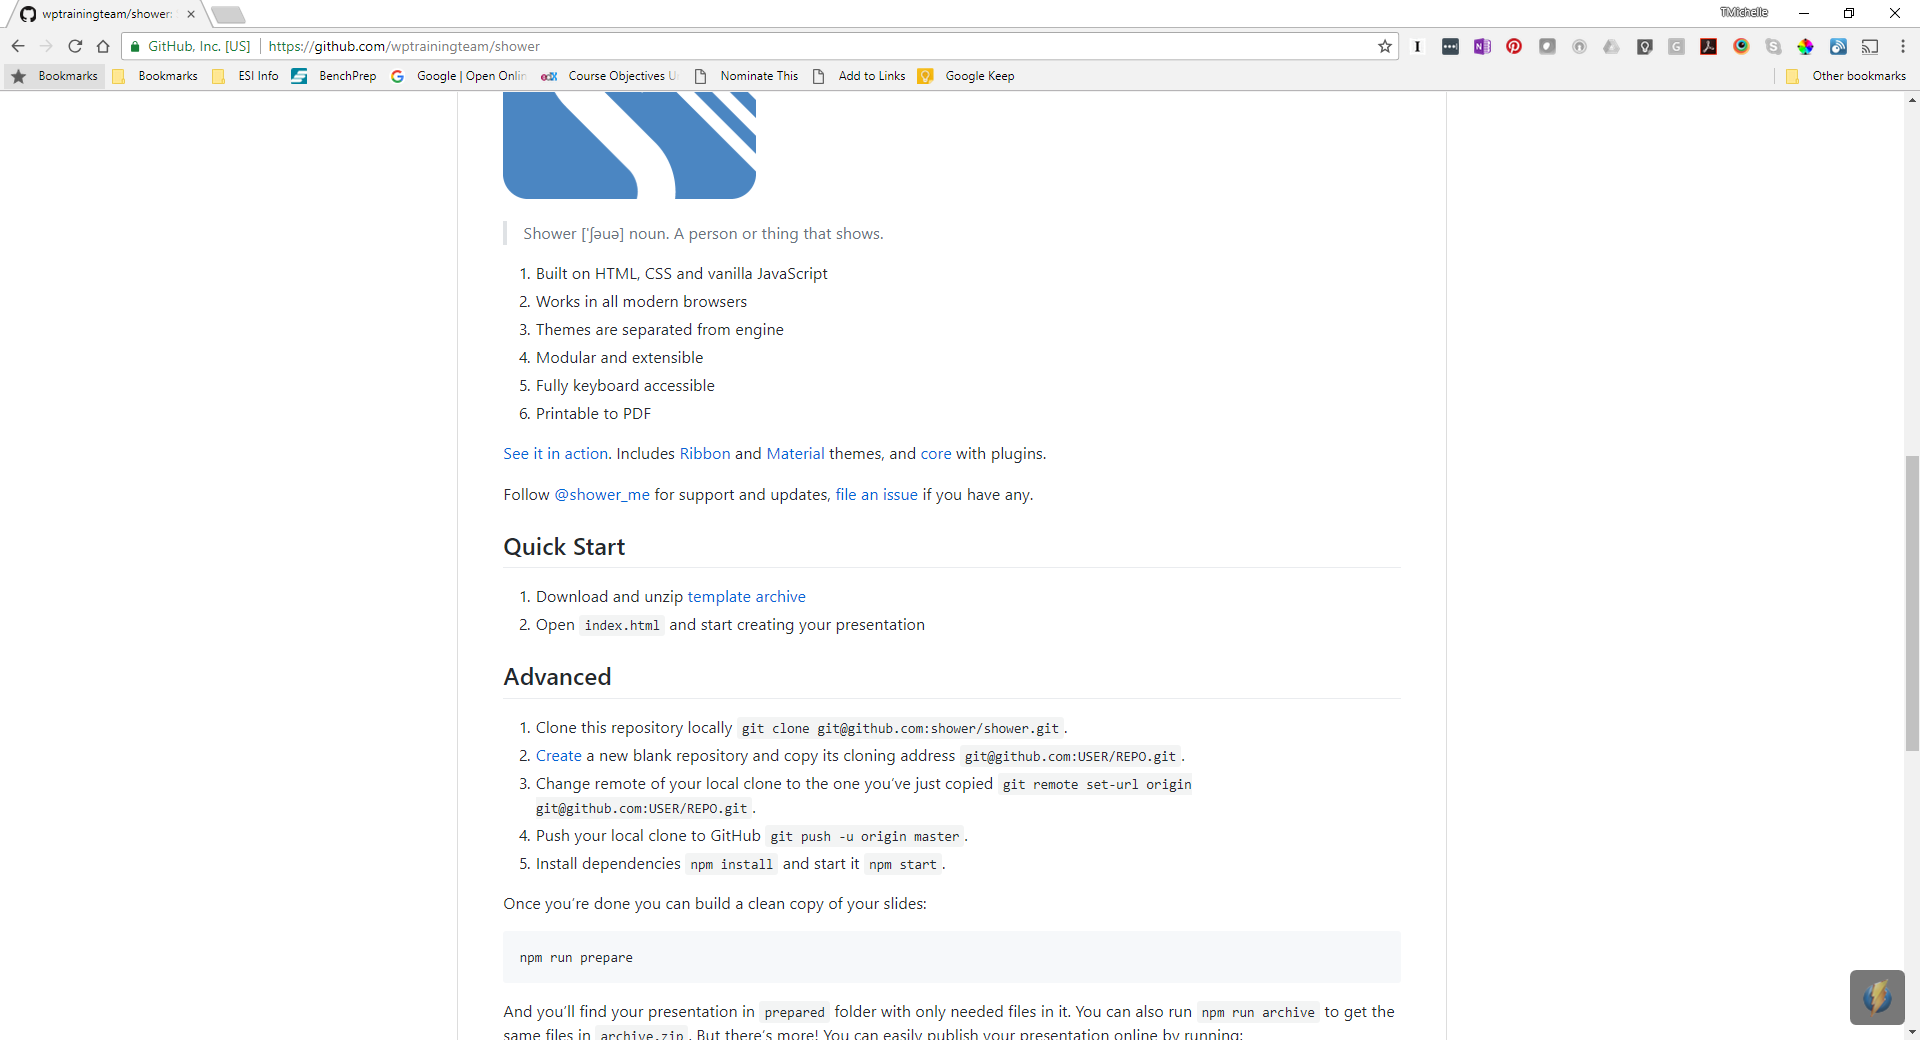 wptrainingteam/shower:
TMichelle
GitHub, Inc. [US] https://github.com/wptrainingteam/shower
Bookmarks Bookmarks ESI Info BenchPrep Google | Open Onlin Course Objectives U Nominate This Add to Links Google Keep Other bookmarks
Shower ['ʃəuə] noun. A person or thing that shows.
1. Built on HTML, CSS and vanilla JavaScript
2. Works in all modern browsers
3. Themes are separated from engine
4. Modular and extensible
5. Fully keyboard accessible
6. Printable to PDF
See it in action. Includes Ribbon and Material themes, and core with plugins.
Follow @shower_me for support and updates, file an issue if you have any.
Quick Start
1. Download and unzip template archive
2. Open index.html and start creating your presentation
Advanced
1. Clone this repository locally git clone git@github.com:shower/shower.git.
2. Create a new blank repository and copy its cloning address git@github.com:USER/REPO.git.
3. Change remote of your local clone to the one you've just copied git remote set-url origin
git@github.com:USER/REPO.git.
4. Push your local clone to GitHub git push -u origin master.
5. Install dependencies npm install and start it npm start.
Once you're done you can build a clean copy of your slides:
npm run prepare
And you'll find your presentation in prepared folder with only needed files in it. You can also run npm run archive to get the
same files in archive.zip. But there's more! You can easily publish your presentation online by running: